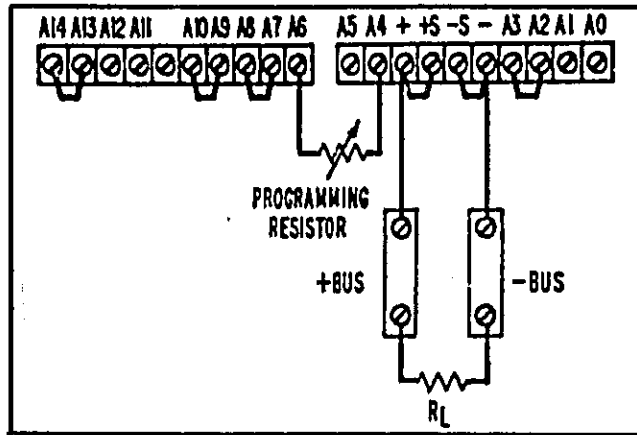 A14 A13 A12 A11 A10 A9 A8 A7 A6 A5 A4 + +S -S - A3 A2 A1 A0
PROGRAMMING
RESISTOR
+BUS
-BUS
RL